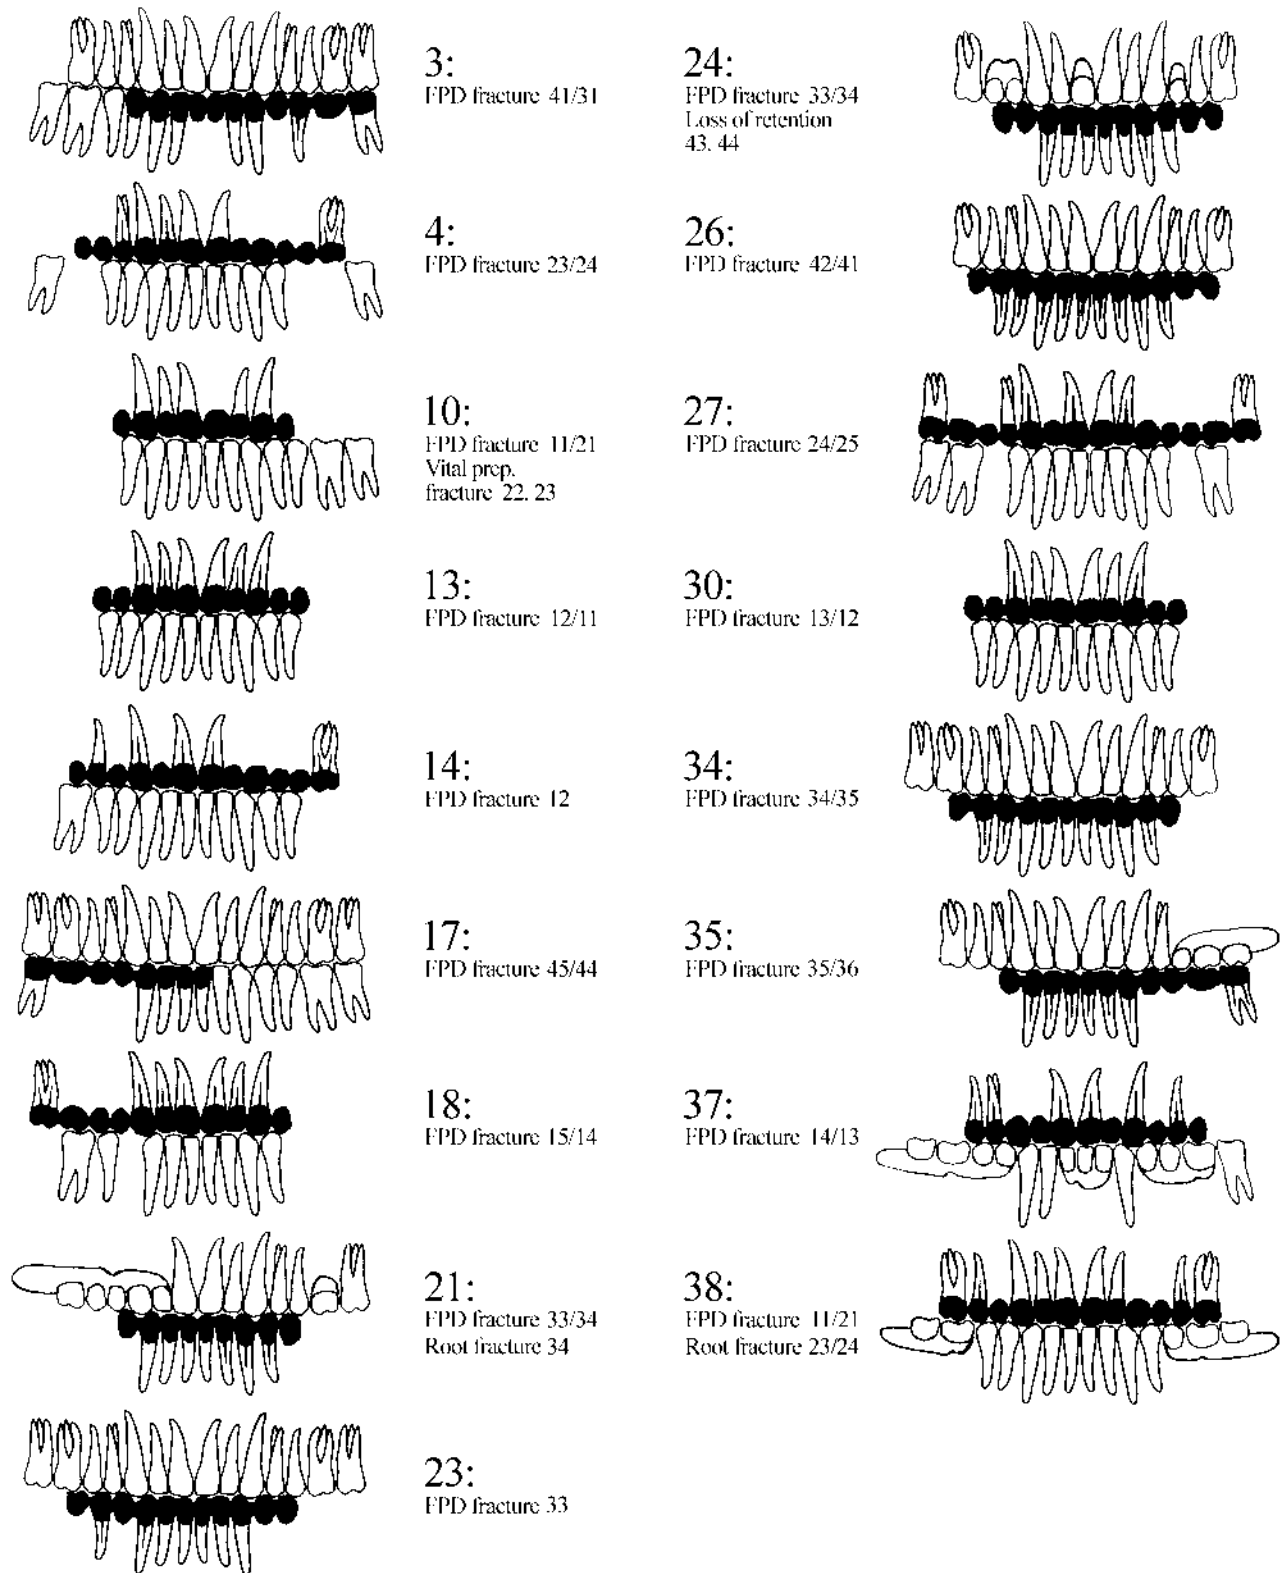 3:
FPD fracture 41/31
4:
FPD fracture 23/24
10:
FPD fracture 11/21
Vital prep.
fracture 22. 23
13:
FPD fracture 12/11
14:
FPD fracture 12
17:
FPD fracture 45/44
18:
FPD fracture 15/14
21:
FPD fracture 33/34
Root fracture 34
23:
FPD fracture 33
24:
FPD fracture 33/34
Loss of retention
43. 44
26:
FPD fracture 42/41
27:
FPD fracture 24/25
30:
FPD fracture 13/12
34:
FPD fracture 34/35
35:
FPD fracture 35/36
37:
FPD fracture 14/13
38:
FPD fracture 11/21
Root fracture 23/24